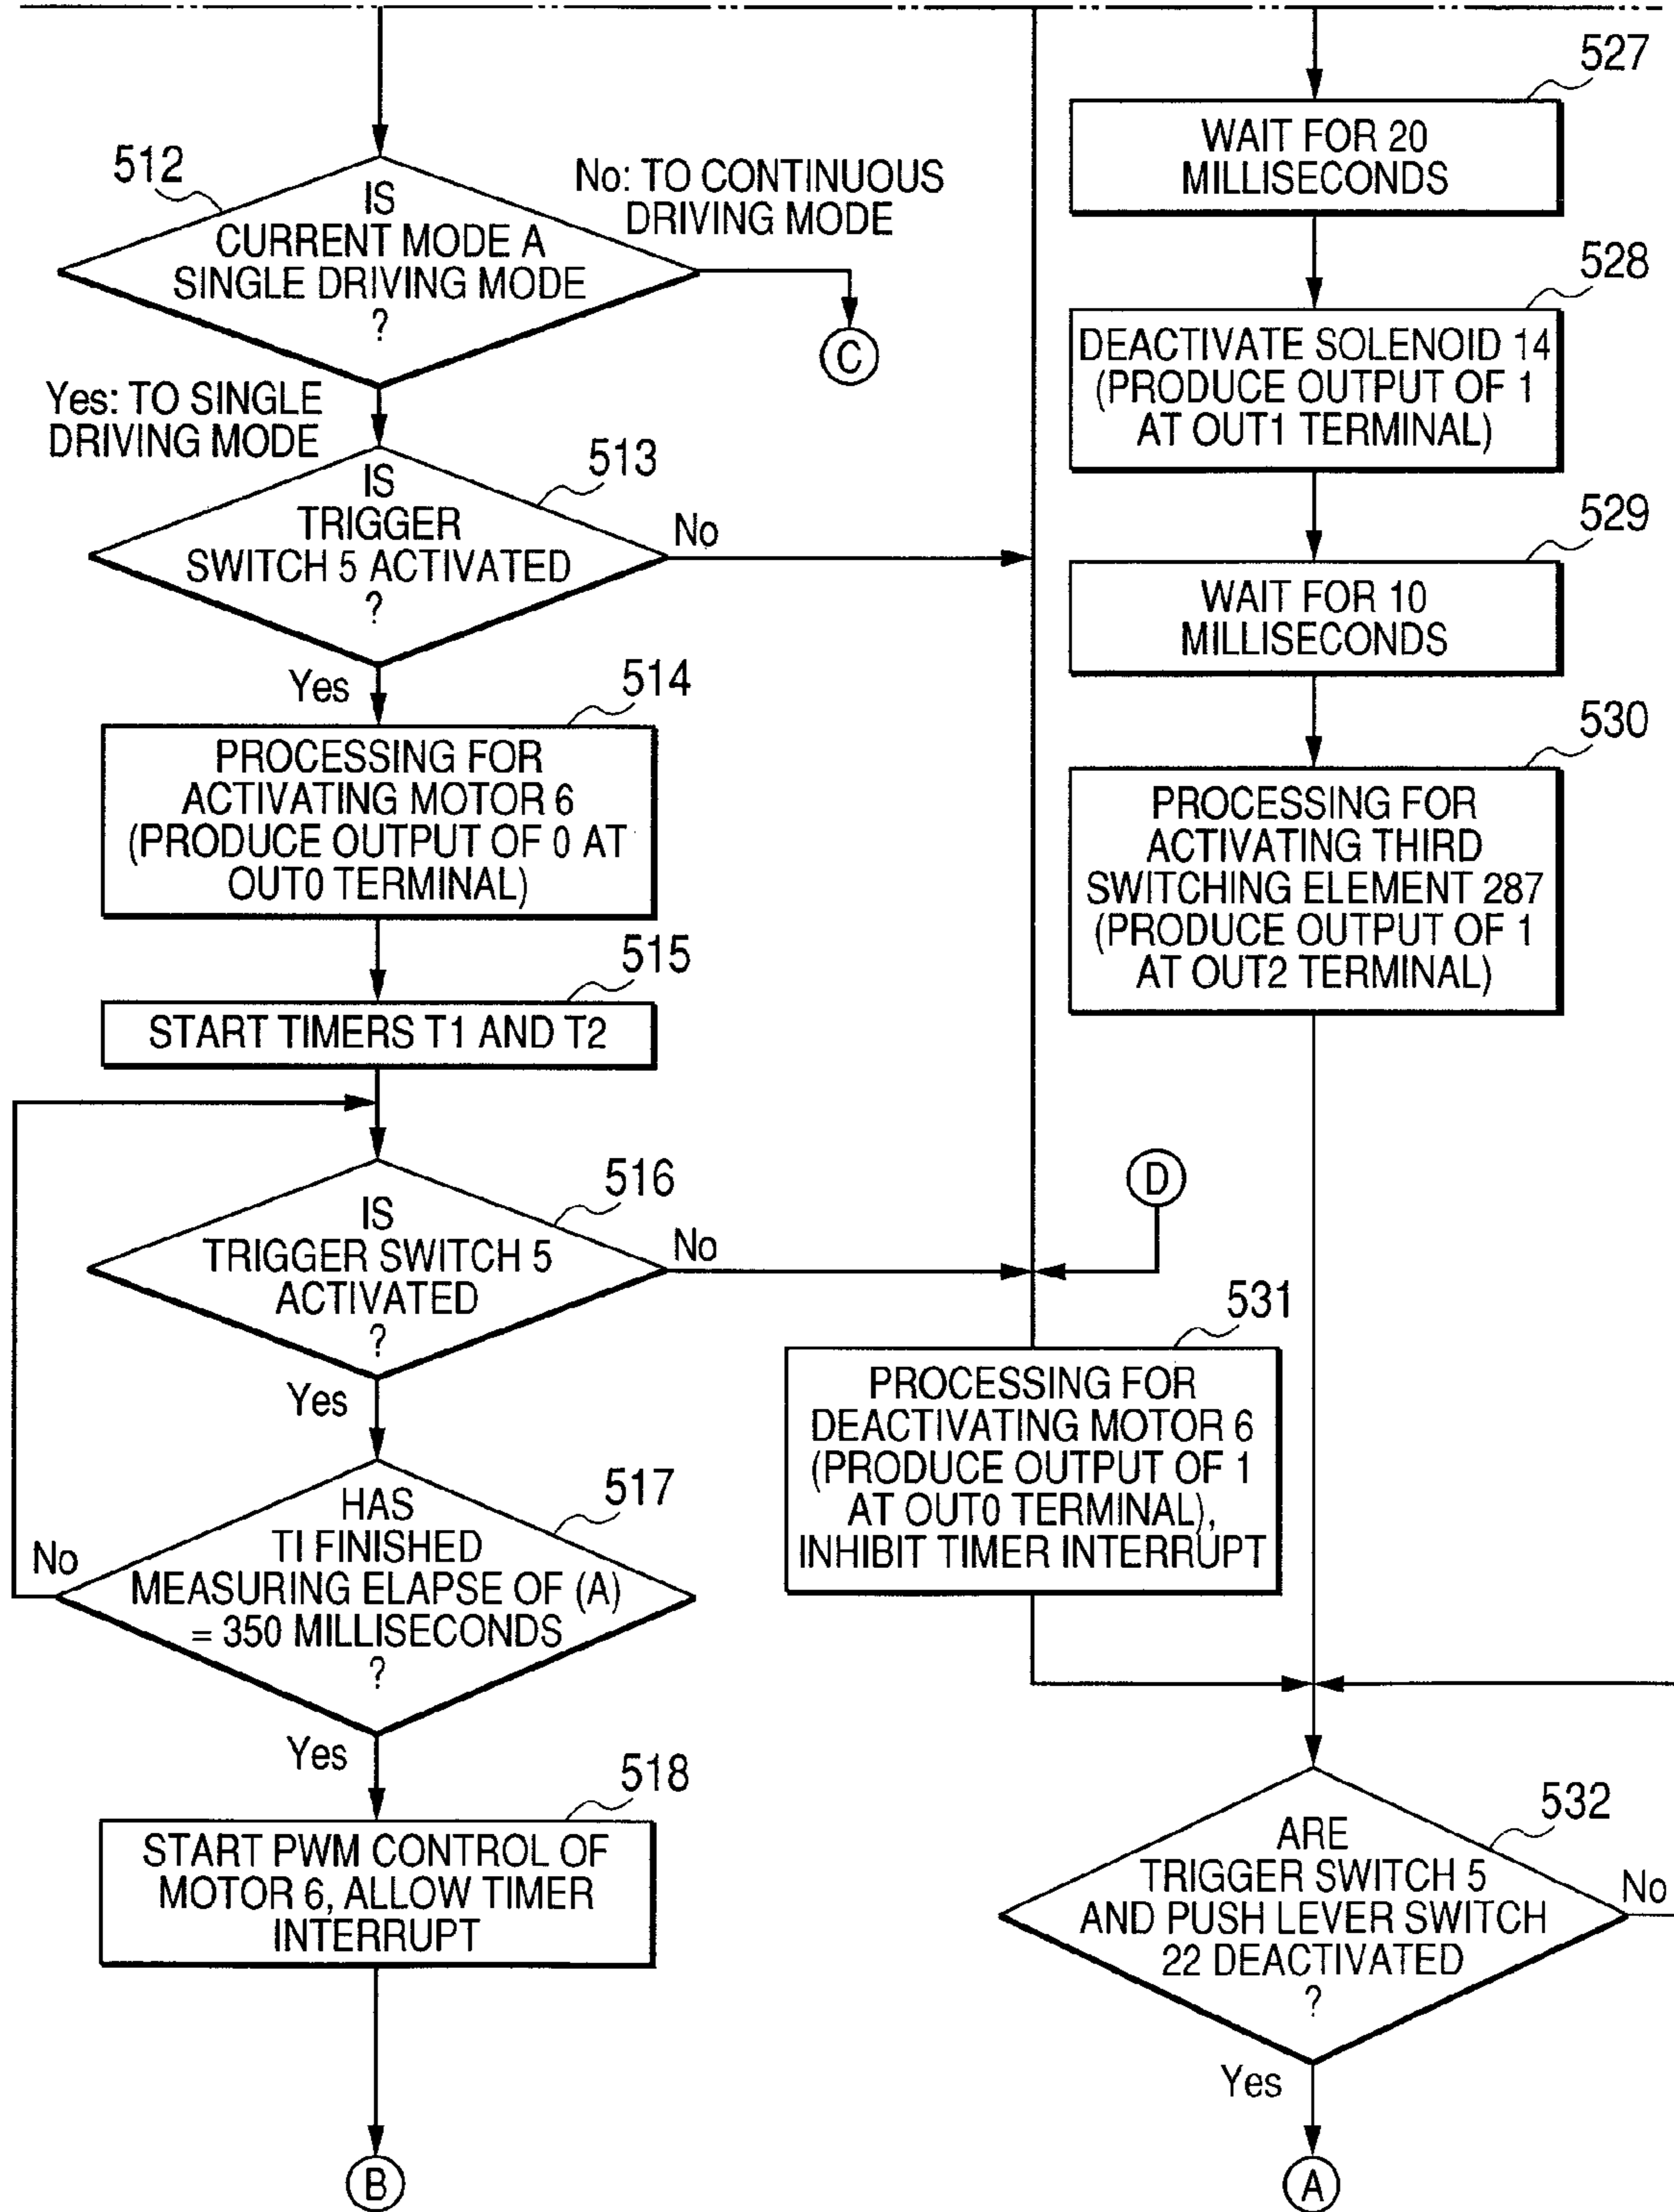 512
IS
CURRENT MODE A
SINGLE DRIVING MODE
?
No: TO CONTINUOUS
DRIVING MODE
C
Yes: TO SINGLE
DRIVING MODE
513
IS
TRIGGER
SWITCH 5 ACTIVATED
?
No
Yes
514
PROCESSING FOR
ACTIVATING MOTOR 6
(PRODUCE OUTPUT OF 0 AT
OUT0 TERMINAL)
515
START TIMERS T1 AND T2
516
IS
TRIGGER SWITCH 5
ACTIVATED
?
No
Yes
517
HAS
TI FINISHED
MEASURING ELAPSE OF (A)
= 350 MILLISECONDS
?
No
Yes
518
START PWM CONTROL OF
MOTOR 6, ALLOW TIMER
INTERRUPT
B
527
WAIT FOR 20
MILLISECONDS
528
DEACTIVATE SOLENOID 14
(PRODUCE OUTPUT OF 1
AT OUT1 TERMINAL)
529
WAIT FOR 10
MILLISECONDS
530
PROCESSING FOR
ACTIVATING THIRD
SWITCHING ELEMENT 287
(PRODUCE OUTPUT OF 1
AT OUT2 TERMINAL)
D
531
PROCESSING FOR
DEACTIVATING MOTOR 6
(PRODUCE OUTPUT OF 1
AT OUT0 TERMINAL),
INHIBIT TIMER INTERRUPT
532
ARE
TRIGGER SWITCH 5
AND PUSH LEVER SWITCH
22 DEACTIVATED
?
No
Yes
A